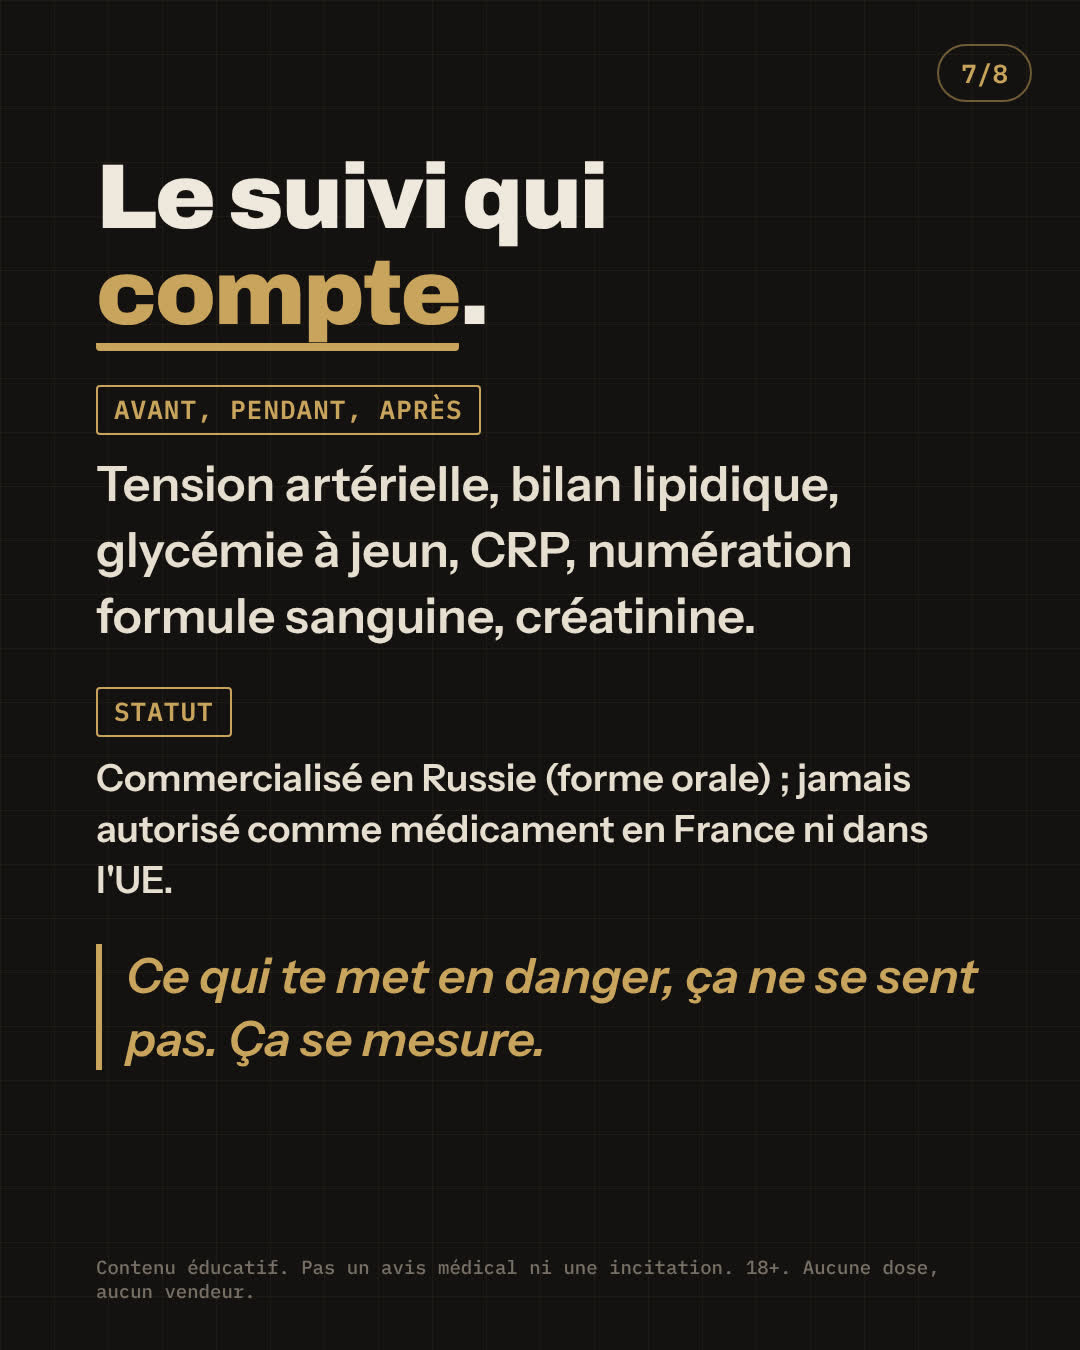 7/8
Le suivi qui
compte.
AVANT, PENDANT, APRÈS
Tension artérielle, bilan lipidique,
glycémie à jeun, CRP, numération
formule sanguine, créatinine.
STATUT
Commercialisé en Russie (forme orale) ; jamais
autorisé comme médicament en France ni dans
l'UE.
Ce qui te met en danger, ça ne se sent
pas. Ça se mesure.
Contenu éducatif. Pas un avis médical ni une incitation. 18+. Aucune dose,
aucun vendeur.